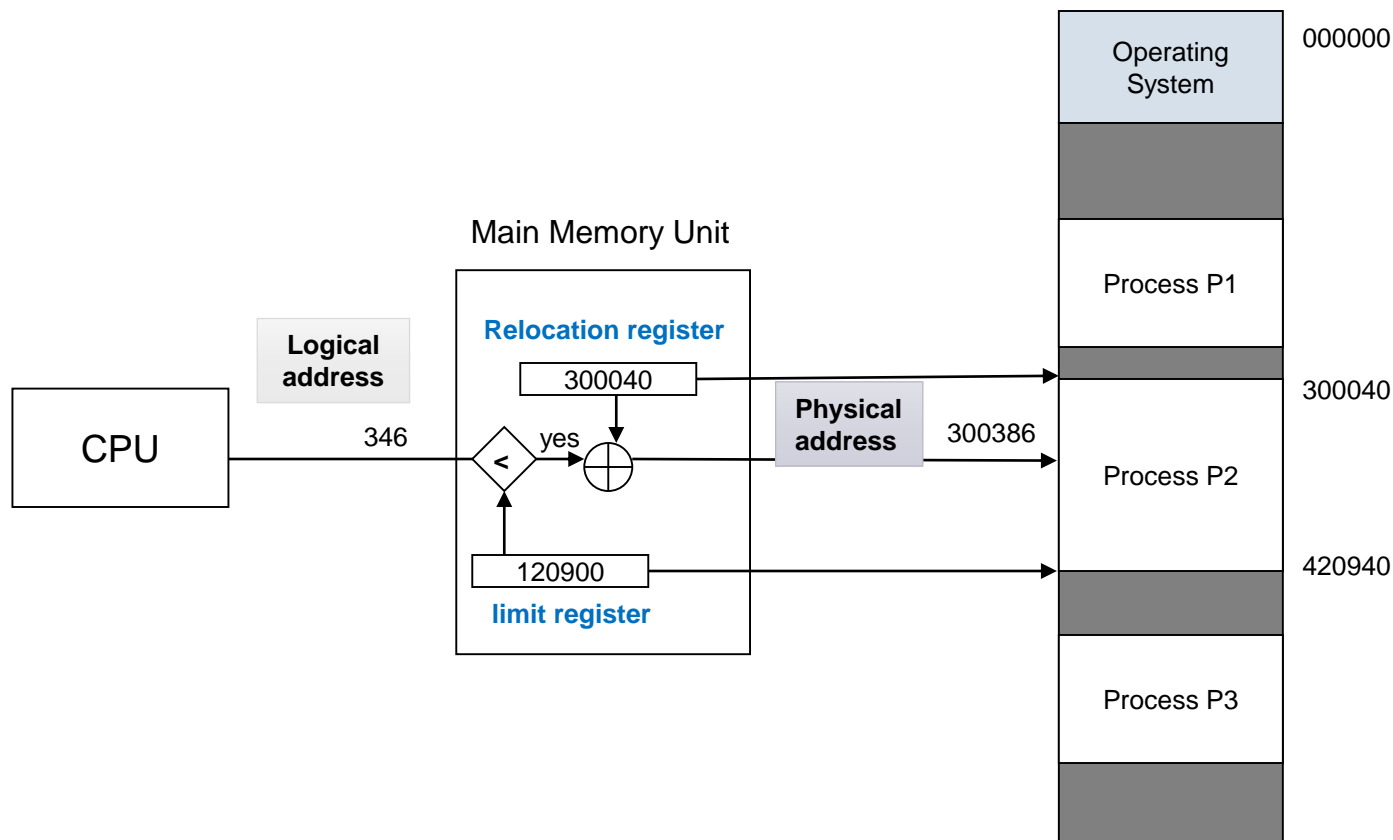 Operating
System
000000
Main Memory Unit
Process P1
Logical
address
Relocation register
300040
Physical
address
300040
CPU
346
<
yes
300386
Process P2
120900
420940
limit register
Process P3